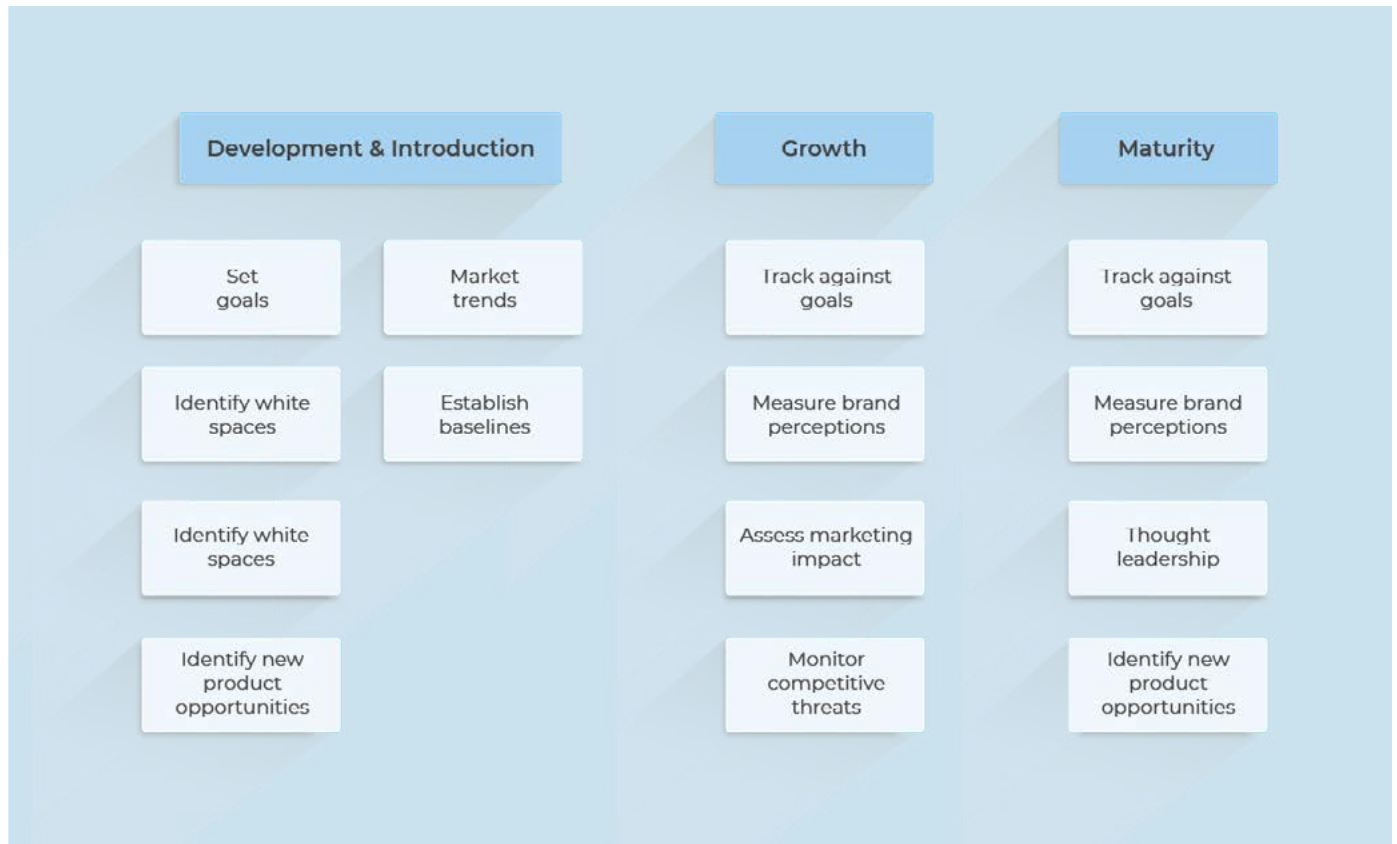 Development & Introduction
Set
goals
Market
trends
Identify white
spaces
Establish
baselines
Identify white
spaces
Identify new
product
opportunities
Growth
Track against
goals
Measure brand
perceptions
Assess marketing
impact
Monitor
competitive
threats
Maturity
Track against
goals
Measure brand
perceptions
Thought
leadership
Identify new
product
opportunities